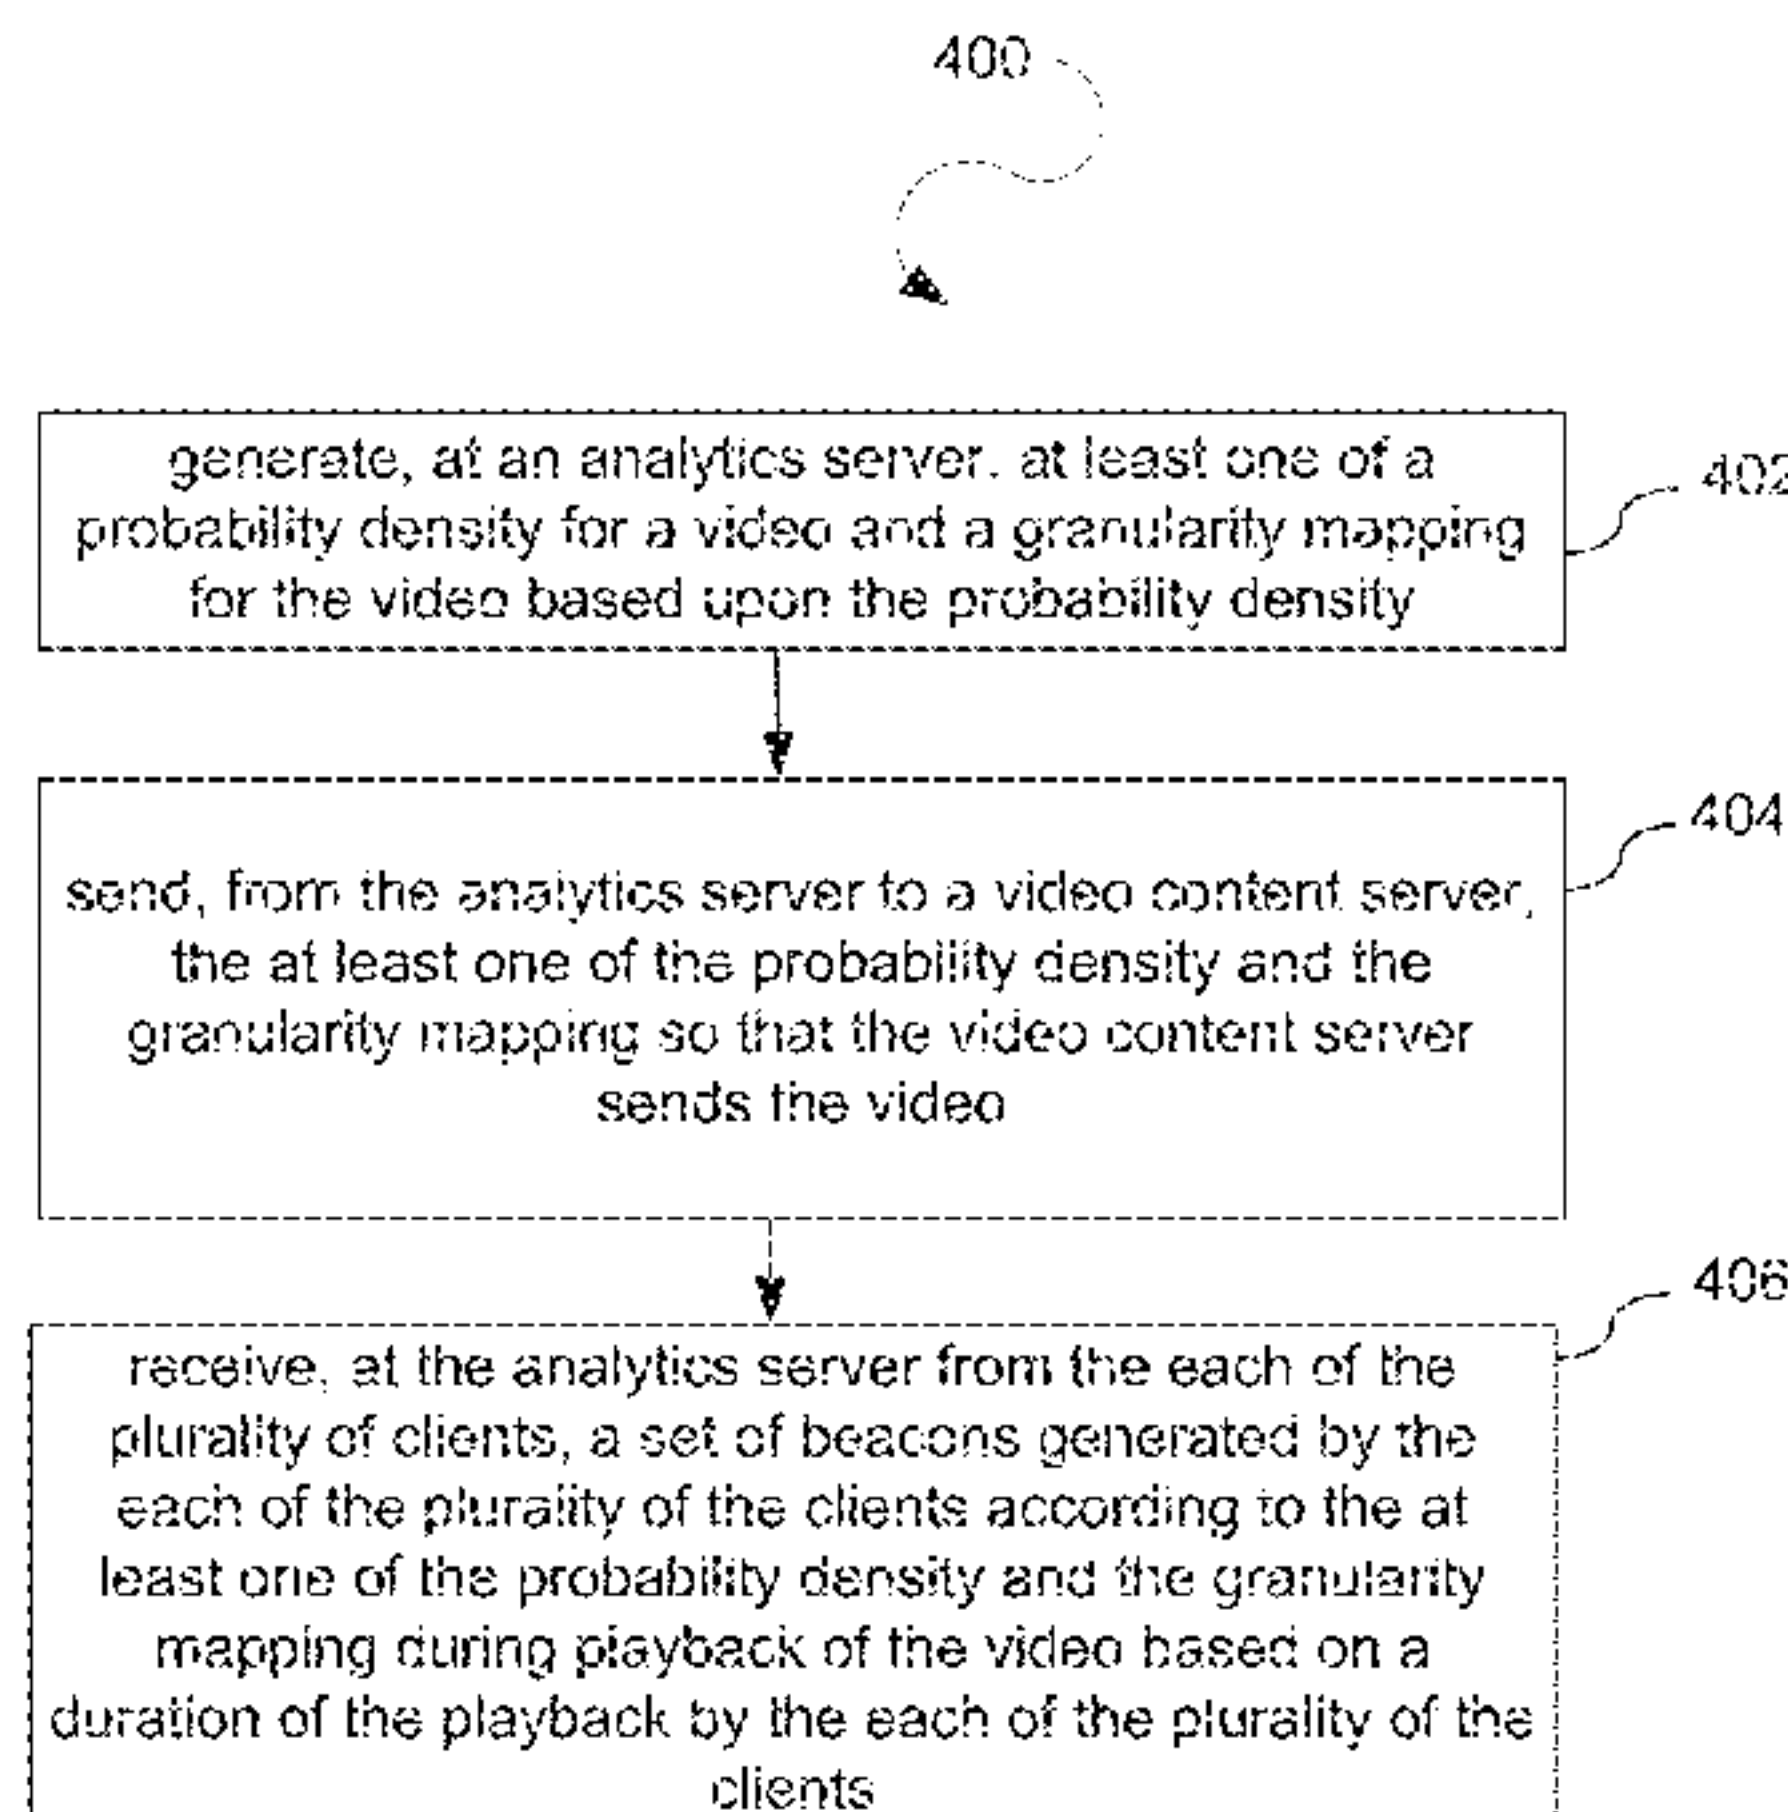 400
generate, at an analytics server, at least one of a
probability density for a video and a granularity mapping
for the video based upon the probability density
402
send, from the analytics server to a video content server,
the at least one of the probability density and the
granularity mapping so that the video content server
sends the video
404
receive, at the analytics server from the each of the
plurality of clients, a set of beacons generated by the
each of the plurality of the clients according to the at
least one of the probability density and the granularity
mapping during playback of the video based on a
duration of the playback by the each of the plurality of the
clients
406